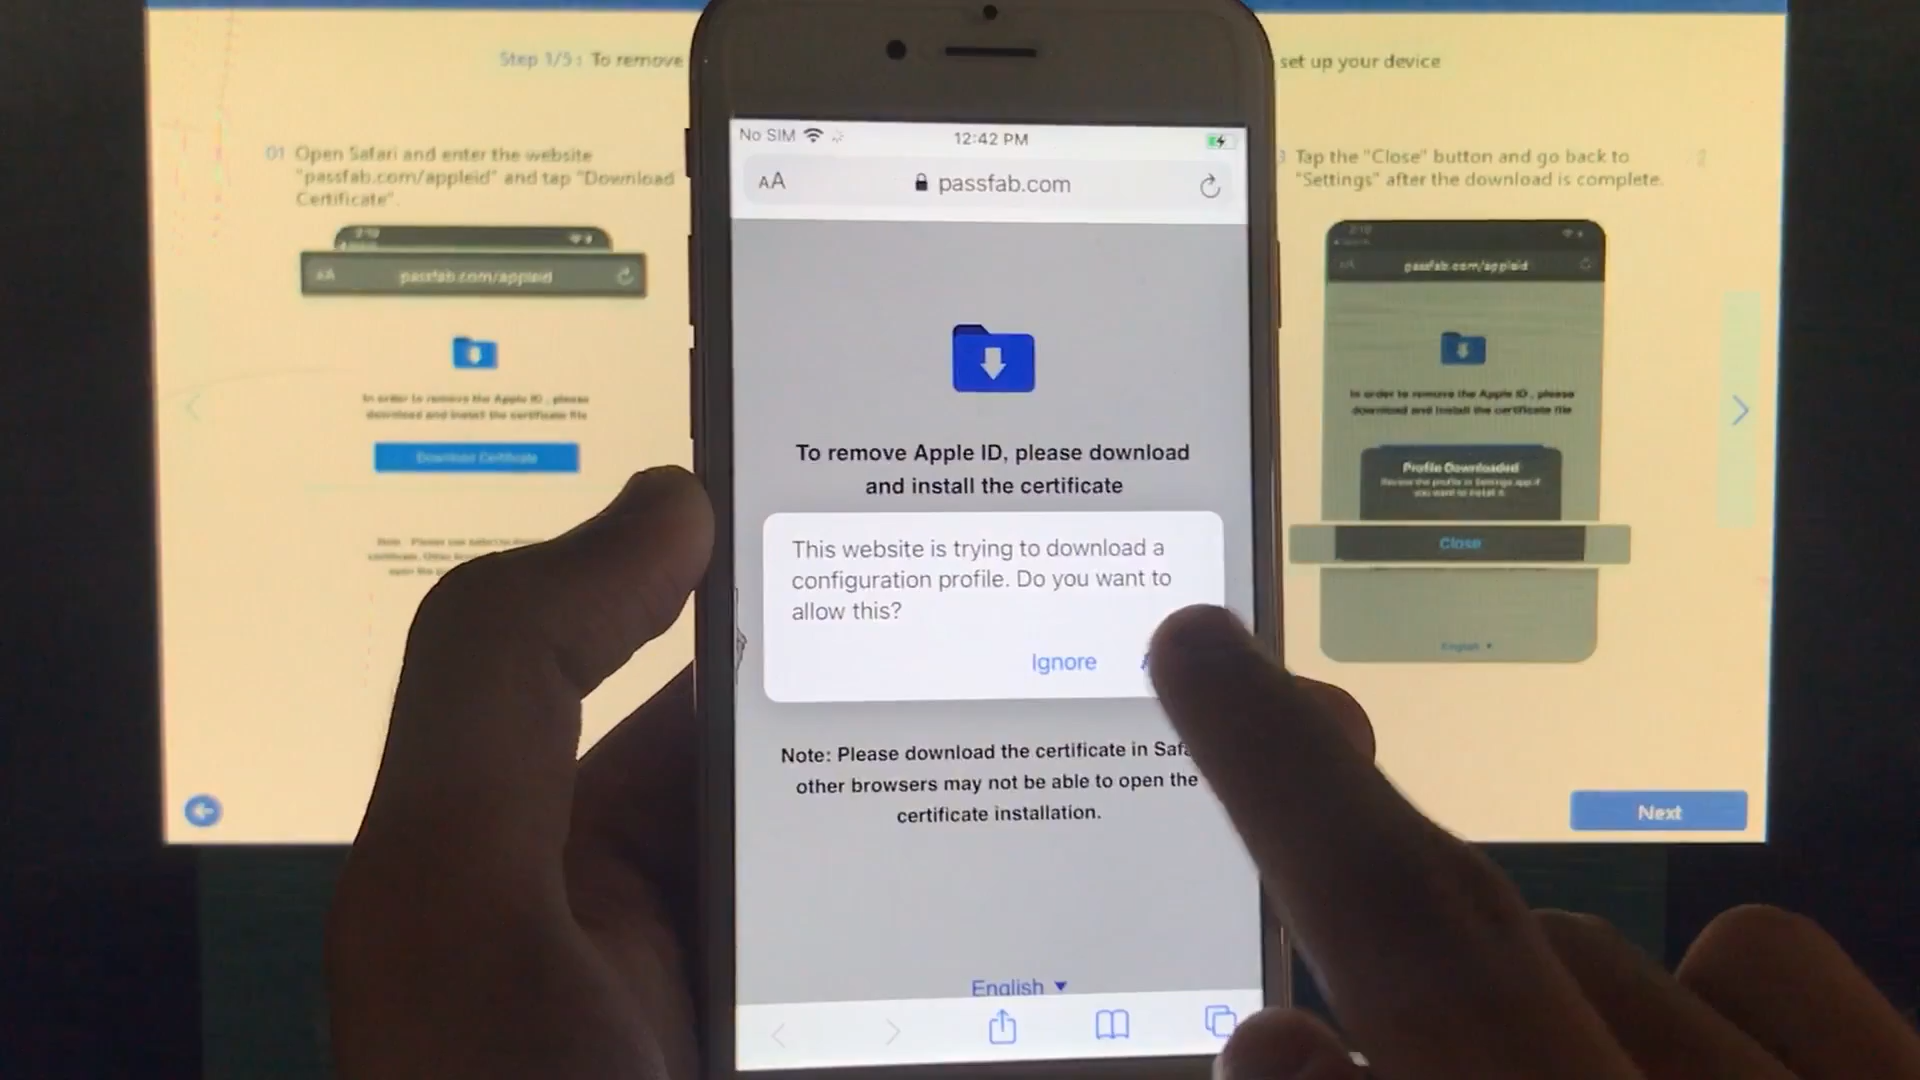 Step 1/5: To remove
set up your device
01 Open Safari and enter the website
"passfab.com/appleid" and tap "Download
Certificate".
AA
passfab.com/appleid
In order to remove the Apple ID, please
download and install the certificate file
Download Certificate
No SIM
12:42 PM
AA
passfab.com
To remove Apple ID, please download
and install the certificate
This website is trying to download a
configuration profile. Do you want to
allow this?
Ignore
Note: Please download the certificate in
other browsers may not be able to open the
certificate installation.
English
Tap the "Close" button and go back to
"Settings" after the download is complete.
AA
passfab.com/appleid
In order to remove the Apple ID, please
download and install the certificate file
Profile Downloaded
Review the profile in Settings app if
you want to install it.
Close
English
Next